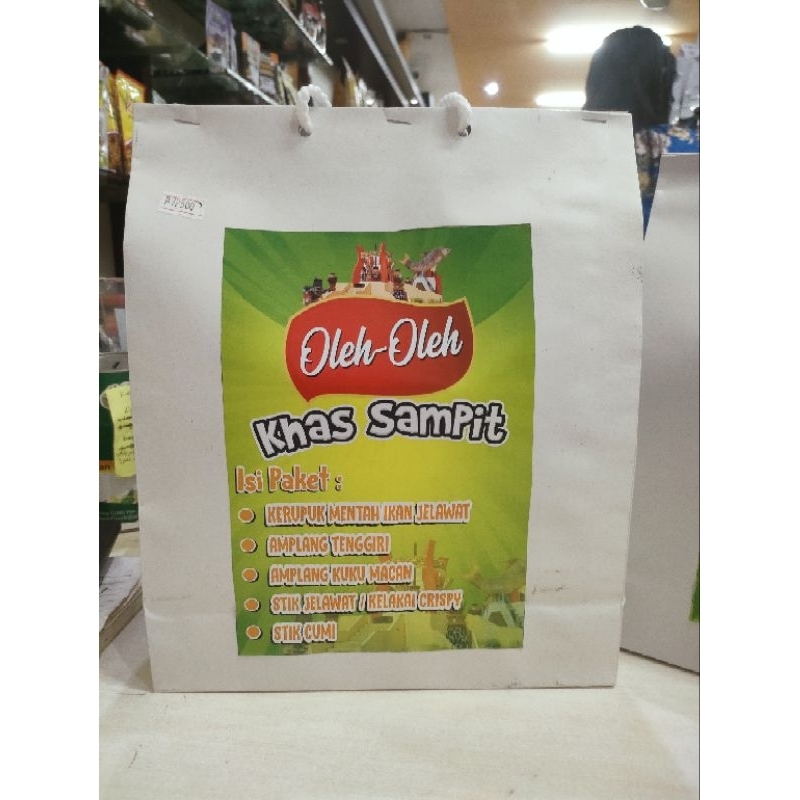 Oleh-Oleh
Khas Sampit
Isi Paket :
KERUPUK MENTAH IKAN JELAWAT
AMPLANG TENGGIRI
AMPLANG KUKU MACAN
STIK JELAWAT / KELAKAI CRISPY
STIK CUMI